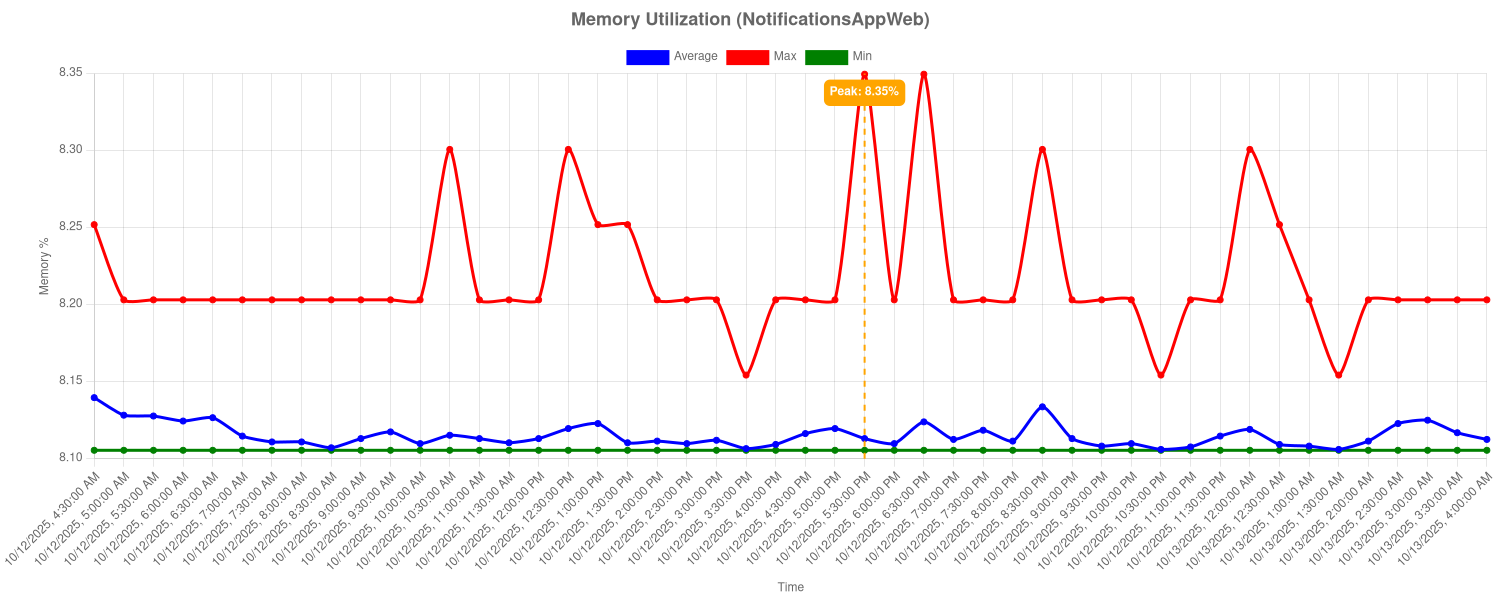 Memory Utilization (NotificationsAppWeb)
Average Max Min
8.35
8.30
8.25
8.20
8.15
8.10
Memory %
Peak: 8.35%
10/12/2025, 4:30:00 AM
10/12/2025, 5:00:00 AM
10/12/2025, 5:30:00 AM
10/12/2025, 6:00:00 AM
10/12/2025, 6:30:00 AM
10/12/2025, 7:00:00 AM
10/12/2025, 7:30:00 AM
10/12/2025, 8:00:00 AM
10/12/2025, 8:30:00 AM
10/12/2025, 9:00:00 AM
10/12/2025, 9:30:00 AM
10/12/2025, 10:00:00 AM
10/12/2025, 10:30:00 AM
10/12/2025, 11:00:00 AM
10/12/2025, 11:30:00 AM
10/12/2025, 12:00:00 PM
10/12/2025, 12:30:00 PM
10/12/2025, 1:00:00 PM
10/12/2025, 1:30:00 PM
10/12/2025, 2:00:00 PM
10/12/2025, 2:30:00 PM
10/12/2025, 3:00:00 PM
10/12/2025, 3:30:00 PM
10/12/2025, 4:00:00 PM
10/12/2025, 4:30:00 PM
10/12/2025, 5:00:00 PM
10/12/2025, 5:30:00 PM
10/12/2025, 6:00:00 PM
10/12/2025, 6:30:00 PM
10/12/2025, 7:00:00 PM
10/12/2025, 7:30:00 PM
10/12/2025, 8:00:00 PM
10/12/2025, 8:30:00 PM
10/12/2025, 9:00:00 PM
10/12/2025, 9:30:00 PM
10/12/2025, 10:00:00 PM
10/12/2025, 10:30:00 PM
10/12/2025, 11:00:00 PM
10/12/2025, 11:30:00 PM
10/13/2025, 12:00:00 AM
10/13/2025, 12:30:00 AM
10/13/2025, 1:00:00 AM
10/13/2025, 1:30:00 AM
10/13/2025, 2:00:00 AM
10/13/2025, 2:30:00 AM
10/13/2025, 3:00:00 AM
10/13/2025, 3:30:00 AM
10/13/2025, 4:00:00 AM
Time